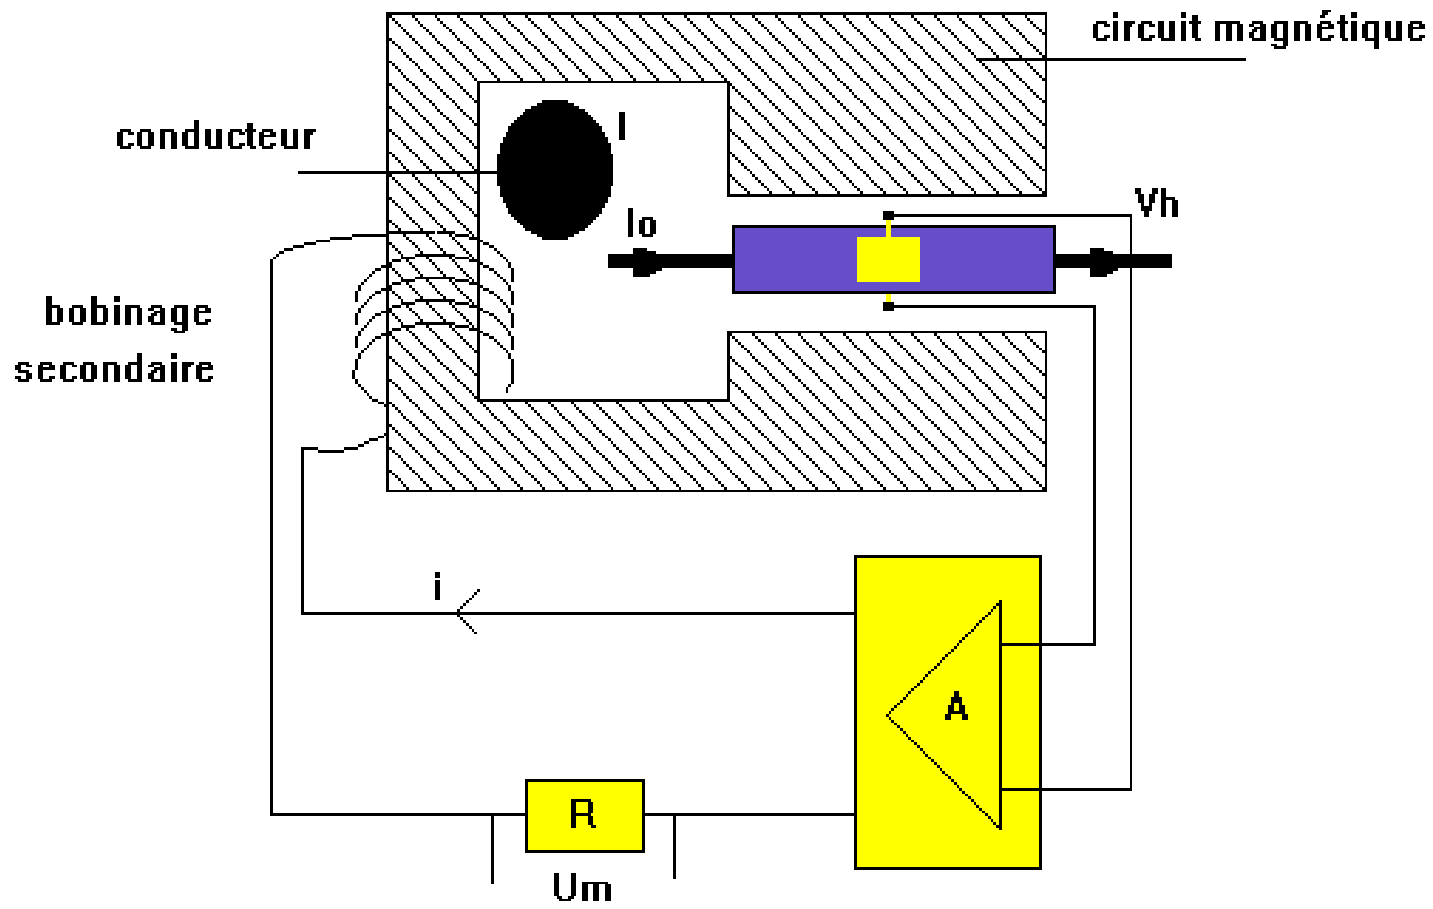 circuit magnétique
conducteur
I
Io
Vh
bobinage
secondaire
i
A
R
Um